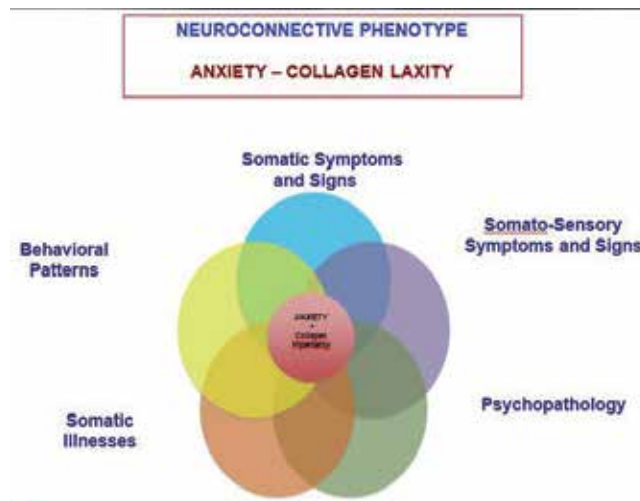 NEUROCONNECTIVE PHENOTYPE
ANXIETY – COLLAGEN LAXITY
Somatic Symptoms
and Signs
Somato-Sensory
Symptoms and Signs
Behavioral
Patterns
ANXIETY
+
Collagen
Psychopathology
Somatic
Illnesses